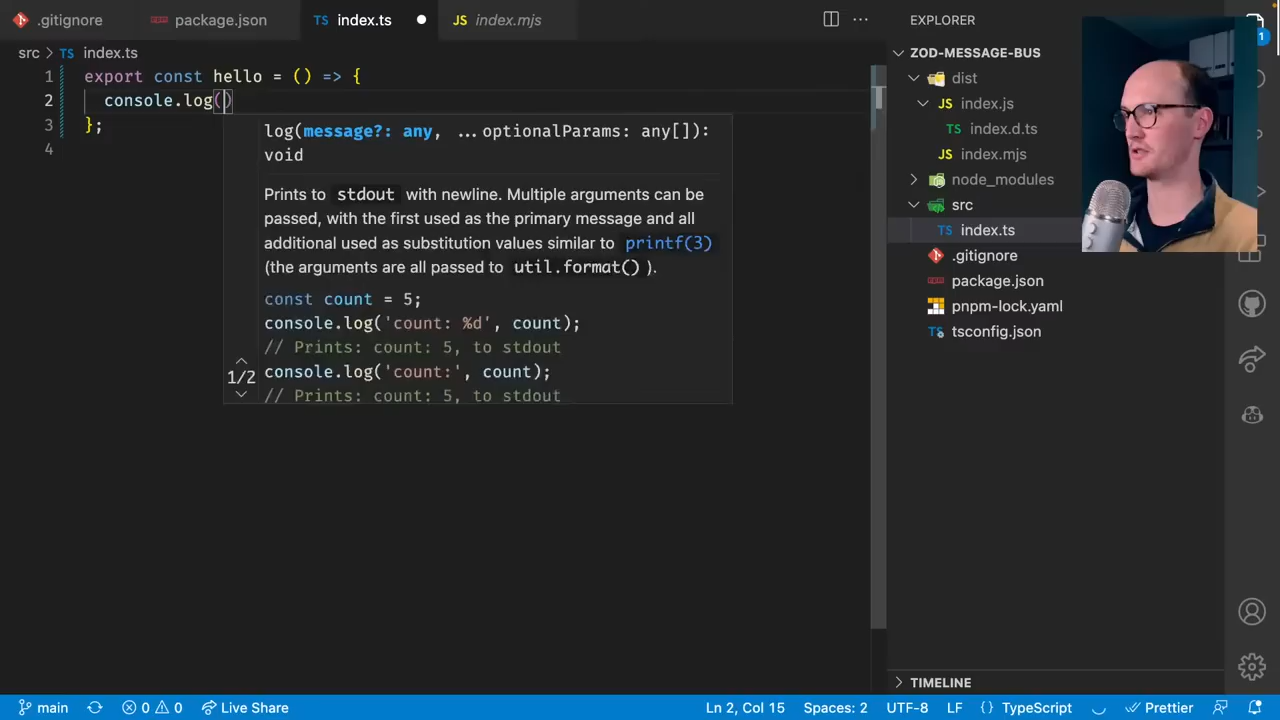 .gitignore
package.json
TS index.ts
JS index.mjs
src > TS index.ts
1 export const hello = () => {
2 console.log()
3 };
4
log(message?: any, ...optionalParams: any[]):
void
Prints to stdout with newline. Multiple arguments can be
passed, with the first used as the primary message and all
additional used as substitution values similar to printf(3)
(the arguments are all passed to util.format() ).
const count = 5;
console.log('count: %d', count);
// Prints: count: 5, to stdout
console.log('count:', count);
// Prints: count: 5, to stdout
1/2
EXPLORER
ZOD-MESSAGE-BUS
dist
JS index.js
TS index.d.ts
JS index.mjs
node_modules
src
TS index.ts
.gitignore
package.json
pnpm-lock.yaml
TS tsconfig.json
TIMELINE
1
main
0 0
Live Share
Ln 2, Col 15
Spaces: 2
UTF-8
LF
{ } TypeScript
Prettier